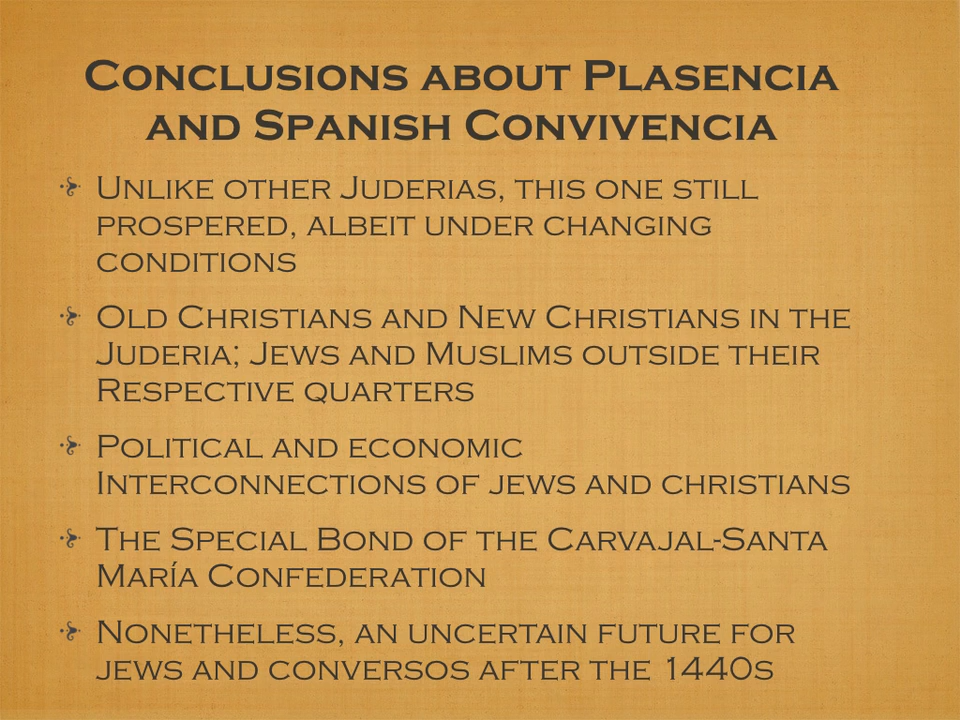 Conclusions about Plasencia
and Spanish Convivencia
Unlike other Juderias, this one still
prospered, albeit under changing
conditions
Old Christians and New Christians in the
Juderia; Jews and Muslims outside their
Respective quarters
Political and economic
Interconnections of jews and christians
The Special Bond of the Carvajal-Santa
María Confederation
Nonetheless, an uncertain future for
jews and conversos after the 1440s